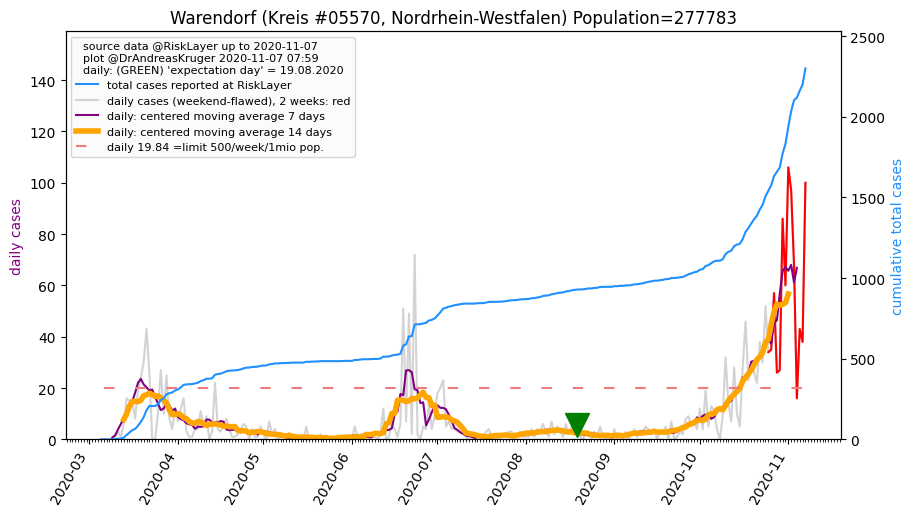 Warendorf (Kreis #05570, Nordrhein-Westfalen) Population=277783
source data @RiskLayer up to 2020-11-07
plot @DrAndreasKruger 2020-11-07 07:59
daily: (GREEN) 'expectation day' = 19.08.2020
total cases reported at RiskLayer
daily cases (weekend-flawed), 2 weeks: red
daily: centered moving average 7 days
daily: centered moving average 14 days
daily 19.84 =limit 500/week/1mio pop.
daily cases
140
120
100
80
60
40
20
0
2500
2000
1500
1000
500
0
cumulative total cases
2020-03
2020-04
2020-05
2020-06
2020-07
2020-08
2020-09
2020-10
2020-11